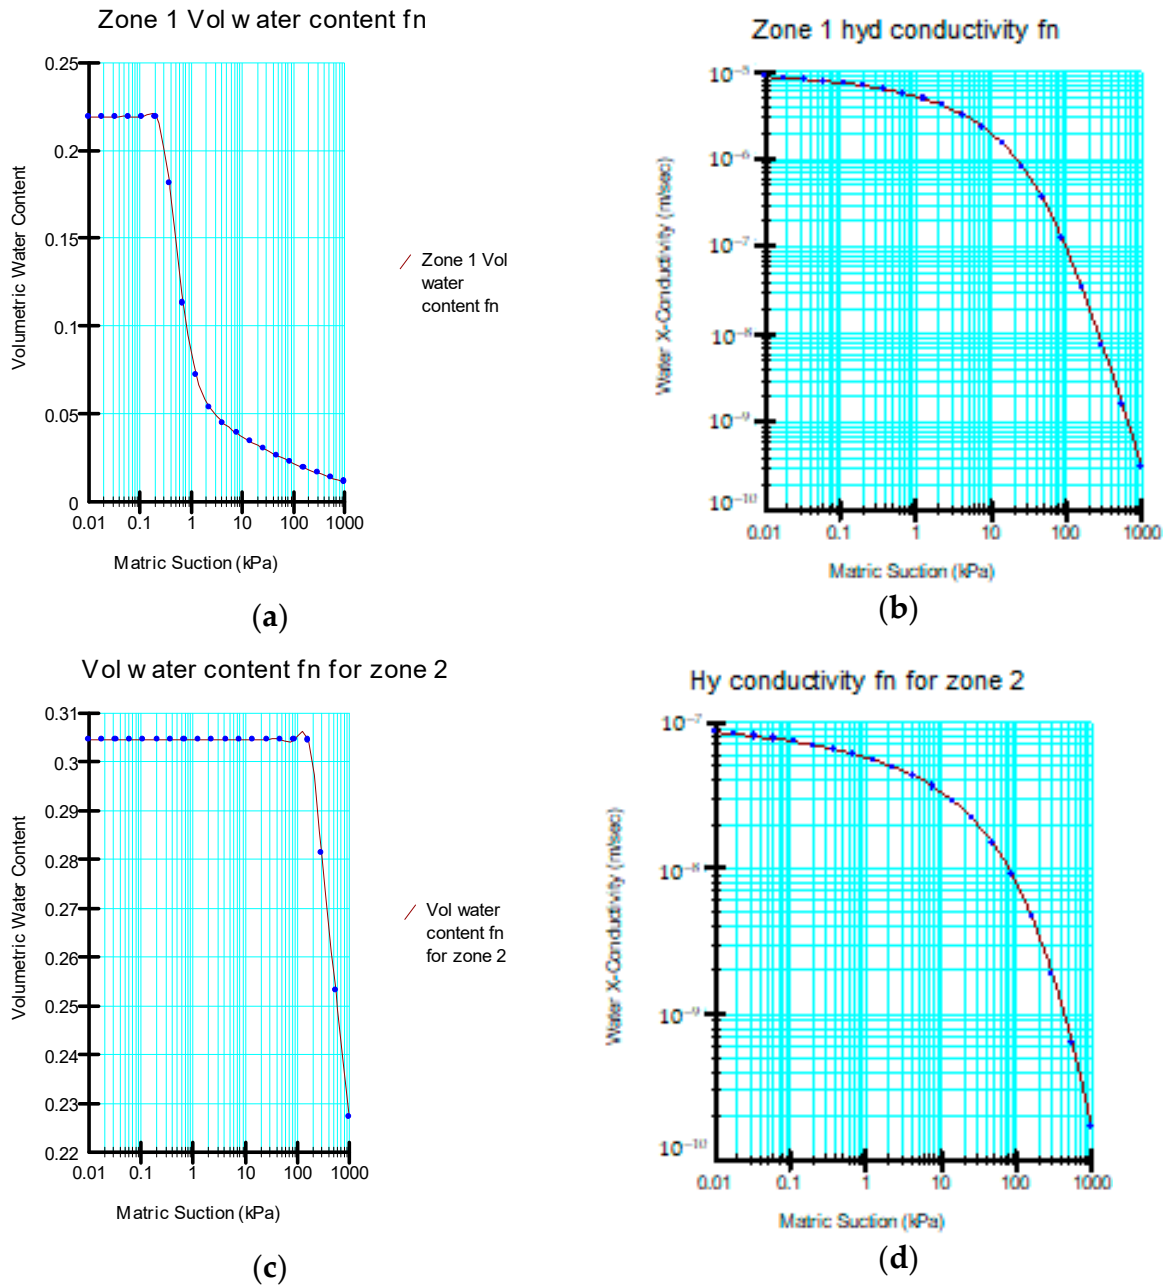 Zone 1 Vol water content fn
0.25
0.2
0.15
0.1
0.05
0
Volumetric Water Content
0.01 0.1 1 10 100 1000
Matric Suction (kPa)
Zone 1 Vol
water
content fn
(a)
Zone 1 hyd conductivity fn
10⁻⁵
10⁻⁶
10⁻⁷
10⁻⁸
10⁻⁹
10⁻¹⁰
Water X-Conductivity (m/sec)
0.01 0.1 1 10 100 1000
Matric Suction (kPa)
(b)
Vol water content fn for zone 2
0.31
0.3
0.29
0.28
0.27
0.26
0.25
0.24
0.23
0.22
Volumetric Water Content
0.01 0.1 1 10 100 1000
Matric Suction (kPa)
Vol water
content fn
for zone 2
(c)
Hy conductivity fn for zone 2
10⁻⁷
10⁻⁸
10⁻⁹
10⁻¹⁰
Water X-Conductivity (m/sec)
0.01 0.1 1 10 100 1000
Matric Suction (kPa)
(d)